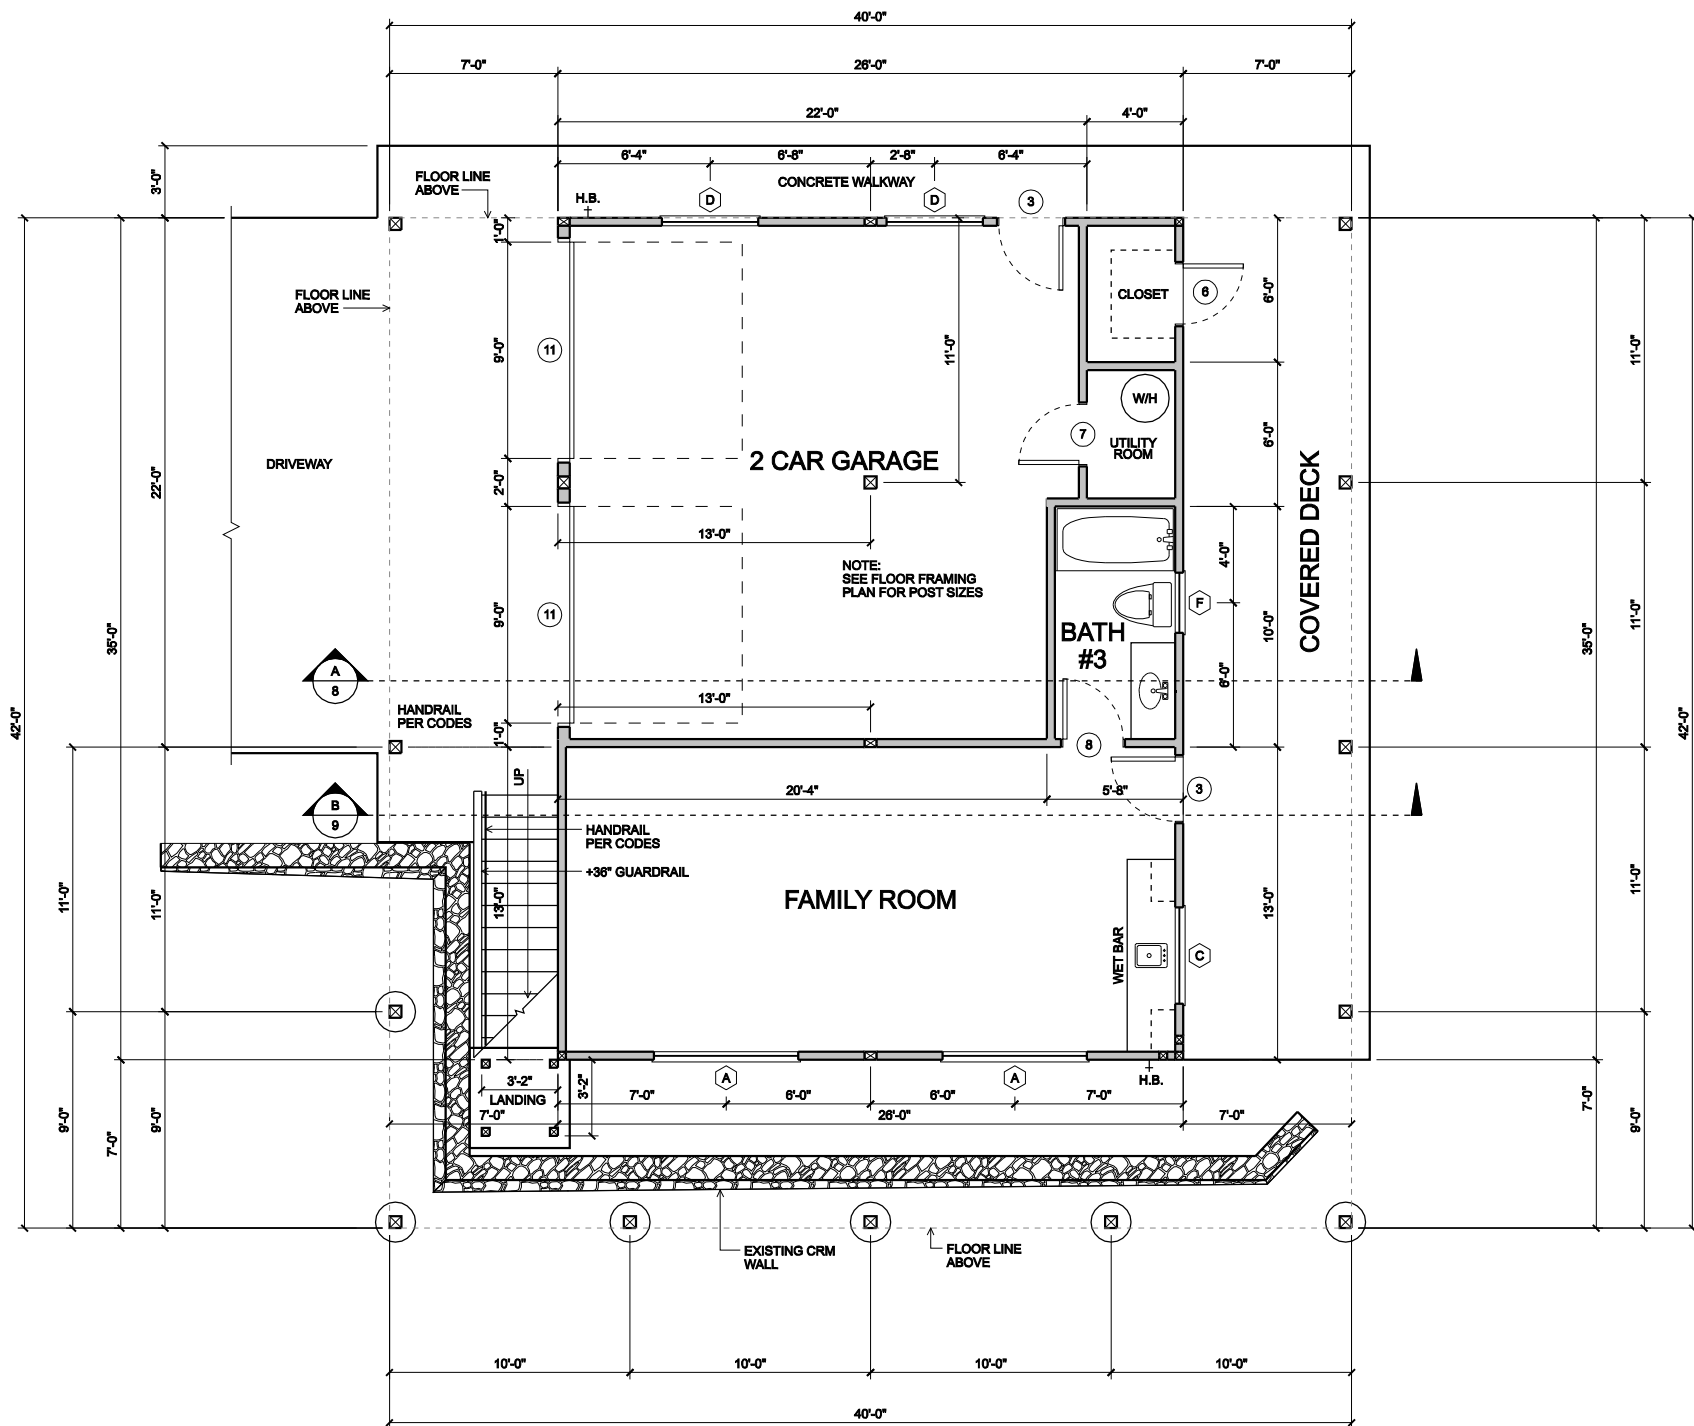 40'-0"
7'-0"
26'-0"
7'-0"
22'-0"
4'-0"
6'-4"
6'-8"
2'-8"
6'-4"
CONCRETE WALKWAY
3'-0"
FLOOR LINE
ABOVE
H.B.
D
D
3
1'-0"
FLOOR LINE
ABOVE
CLOSET
6
6'-0"
9'-0"
11
11'-0"
11'-0"
W/H
7
UTILITY
ROOM
6'-0"
DRIVEWAY
2 CAR GARAGE
22'-0"
2'-0"
COVERED DECK
13'-0"
4'-0"
NOTE:
SEE FLOOR FRAMING
PLAN FOR POST SIZES
F
9'-0"
11
11'-0"
35'-0"
BATH
#3
10'-0"
35'-0"
A
8
6'-0"
42'-0"
HANDRAIL
PER CODES
13'-0"
1'-0"
8
42'-0"
UP
20'-4"
5'-8"
3
B
9
HANDRAIL
PER CODES
+36" GUARDRAIL
11'-0"
11'-0"
13'-0"
FAMILY ROOM
13'-0"
11'-0"
WET BAR
C
3'-2"
LANDING
3'-2"
A
A
H.B.
7'-0"
6'-0"
6'-0"
7'-0"
7'-0"
26'-0"
7'-0"
9'-0"
7'-0"
9'-0"
7'-0"
9'-0"
EXISTING CRM
WALL
FLOOR LINE
ABOVE
10'-0"
10'-0"
10'-0"
10'-0"
40'-0"